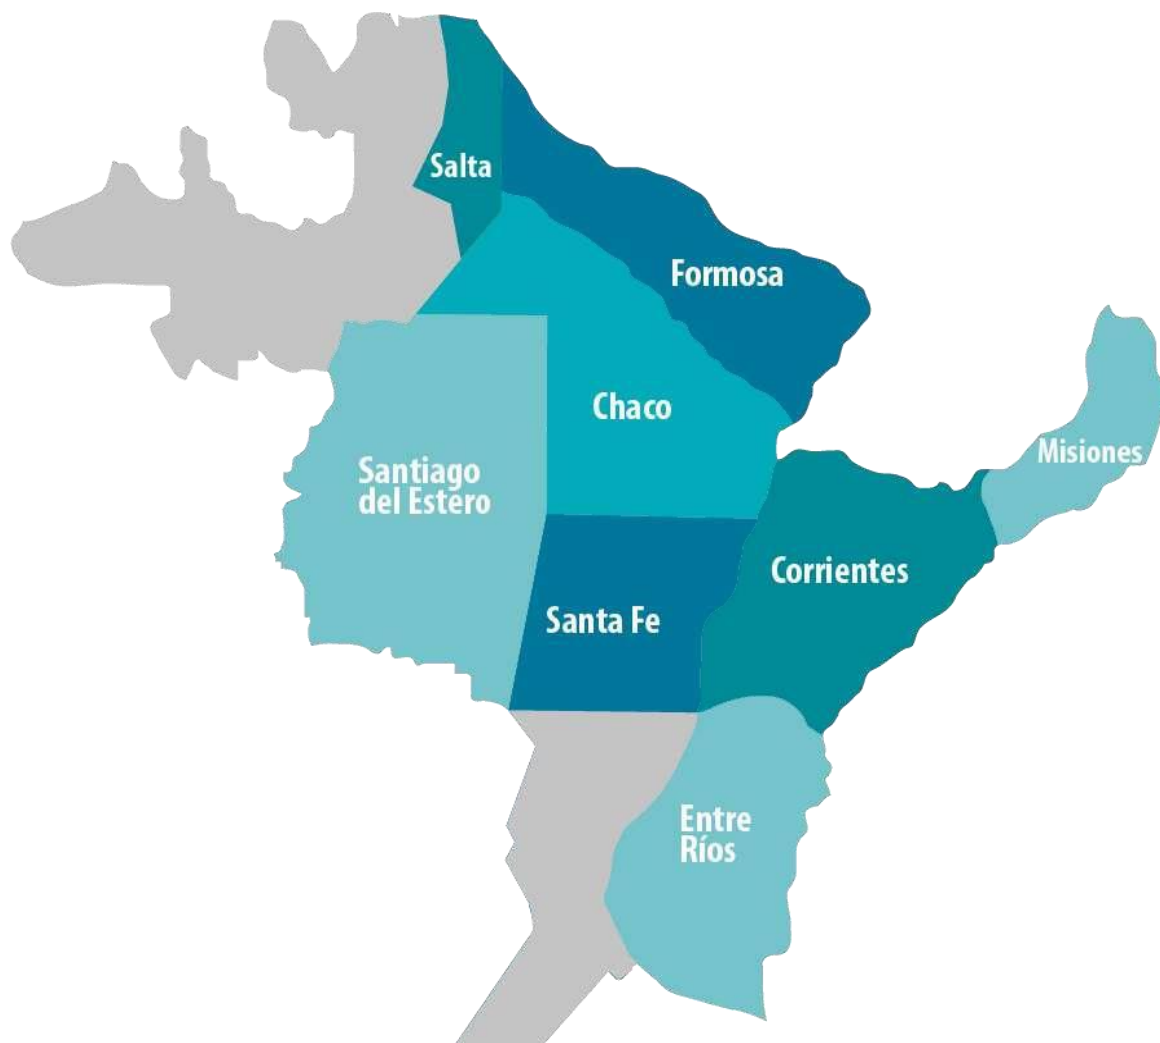 Salta
Formosa
Chaco
Misiones
Santiago
del Estero
Corrientes
Santa Fe
Entre
Ríos